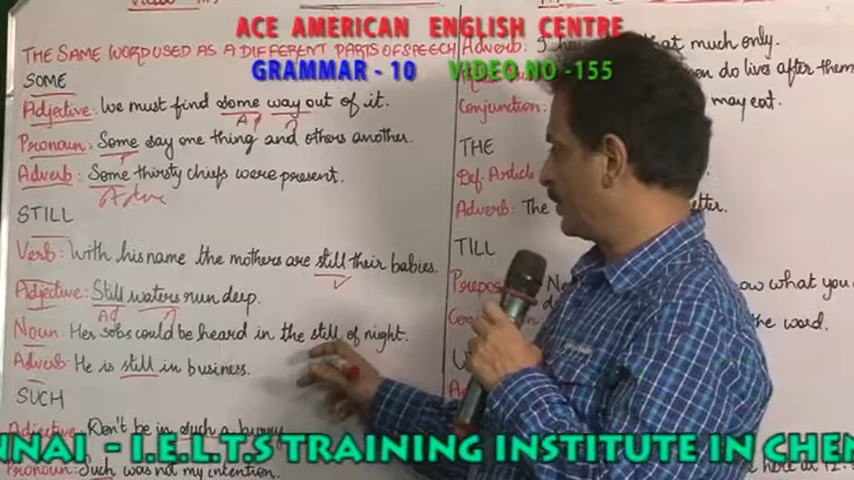 ACE AMERICAN ENGLISH CENTRE
GRAMMAR - 10 VIDEO NO -155
THE SAME WORD USED AS A DIFFERENT PARTS OF SPEECH
SOME
Adjective: We must find some way out of it.
A
Pronoun: Some say one thing and others another.
Adverb: Some thirsty chiefs were present.
STILL
Verb: With his name the mothers are still their babies.
V
Adjective: Still waters run deep.
Noun: Her sobs could be heard in the still of night.
Adverb: He is still in business.
SUCH
Adjective: Don't be in such a hurry
Pronoun: Such was not my intention.
Adverb: I that much only.
do lives after them
Conjunction: may eat.
THE
Def. Article
Adverb: The
TILL
what you
the word.
NNAI - I.E.L.T.S TRAINING INSTITUTE IN CHEN